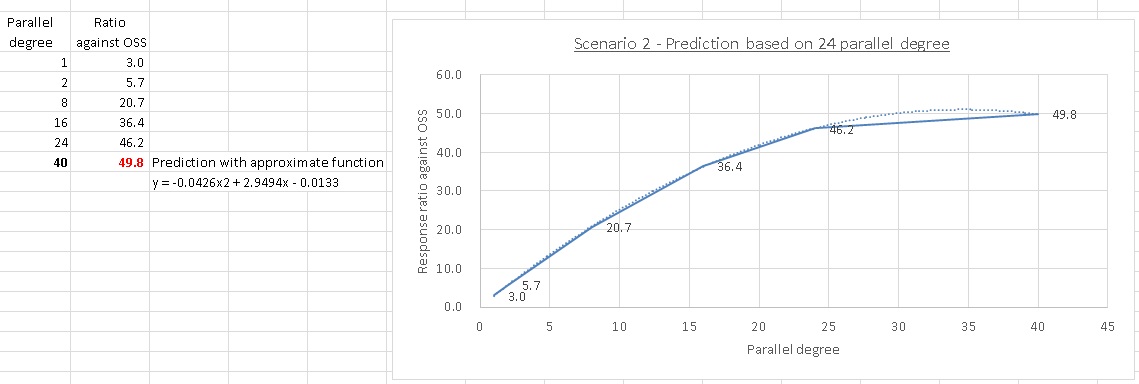 Parallel degree Ratio against OSS
1 3.0
2 5.7
8 20.7
16 36.4
24 46.2
40 49.8 Prediction with approximate function
y = -0.0426x2 + 2.9494x - 0.0133
Scenario 2 - Prediction based on 24 parallel degree
Response ratio against OSS
60.0
50.0
40.0
30.0
20.0
10.0
0.0
3.0
5.7
20.7
36.4
46.2
49.8
0 5 10 15 20 25 30 35 40 45
Parallel degree